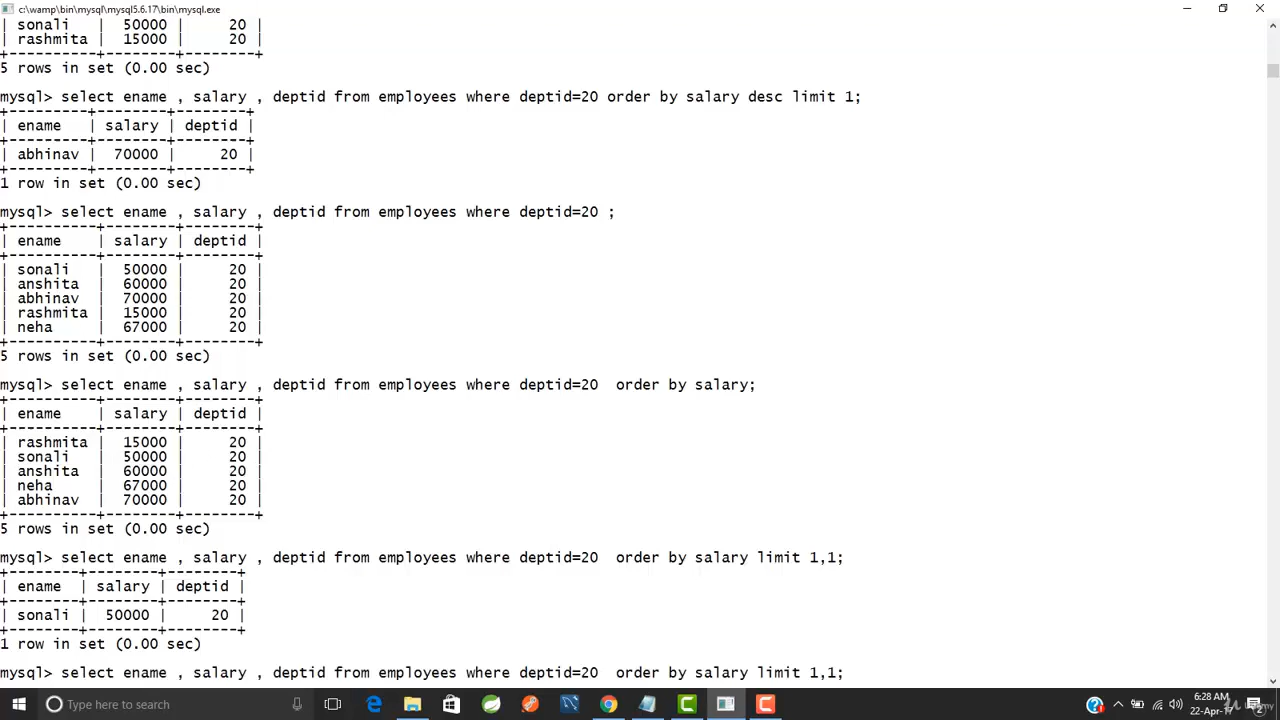 c:\wamp\bin\mysql\mysql5.6.17\bin\mysql.exe
| sonali   |  50000 |     20 |
| rashmita |  15000 |     20 |
+----------+--------+--------+
5 rows in set (0.00 sec)
mysql> select ename , salary , deptid from employees where deptid=20 order by salary desc limit 1;
+---------+--------+--------+
| ename   | salary | deptid |
+---------+--------+--------+
| abhinav |  70000 |     20 |
+---------+--------+--------+
1 row in set (0.00 sec)
mysql> select ename , salary , deptid from employees where deptid=20 ;
+----------+--------+--------+
| ename    | salary | deptid |
+----------+--------+--------+
| sonali   |  50000 |     20 |
| anshita  |  60000 |     20 |
| abhinav  |  70000 |     20 |
| rashmita |  15000 |     20 |
| neha     |  67000 |     20 |
+----------+--------+--------+
5 rows in set (0.00 sec)
mysql> select ename , salary , deptid from employees where deptid=20  order by salary;
+----------+--------+--------+
| ename    | salary | deptid |
+----------+--------+--------+
| rashmita |  15000 |     20 |
| sonali   |  50000 |     20 |
| anshita  |  60000 |     20 |
| neha     |  67000 |     20 |
| abhinav  |  70000 |     20 |
+----------+--------+--------+
5 rows in set (0.00 sec)
mysql> select ename , salary , deptid from employees where deptid=20  order by salary limit 1,1;
+--------+--------+--------+
| ename  | salary | deptid |
+--------+--------+--------+
| sonali |  50000 |     20 |
+--------+--------+--------+
1 row in set (0.00 sec)
mysql> select ename , salary , deptid from employees where deptid=20  order by salary limit 1,1;
Type here to search
6:28 AM
22-Apr-1